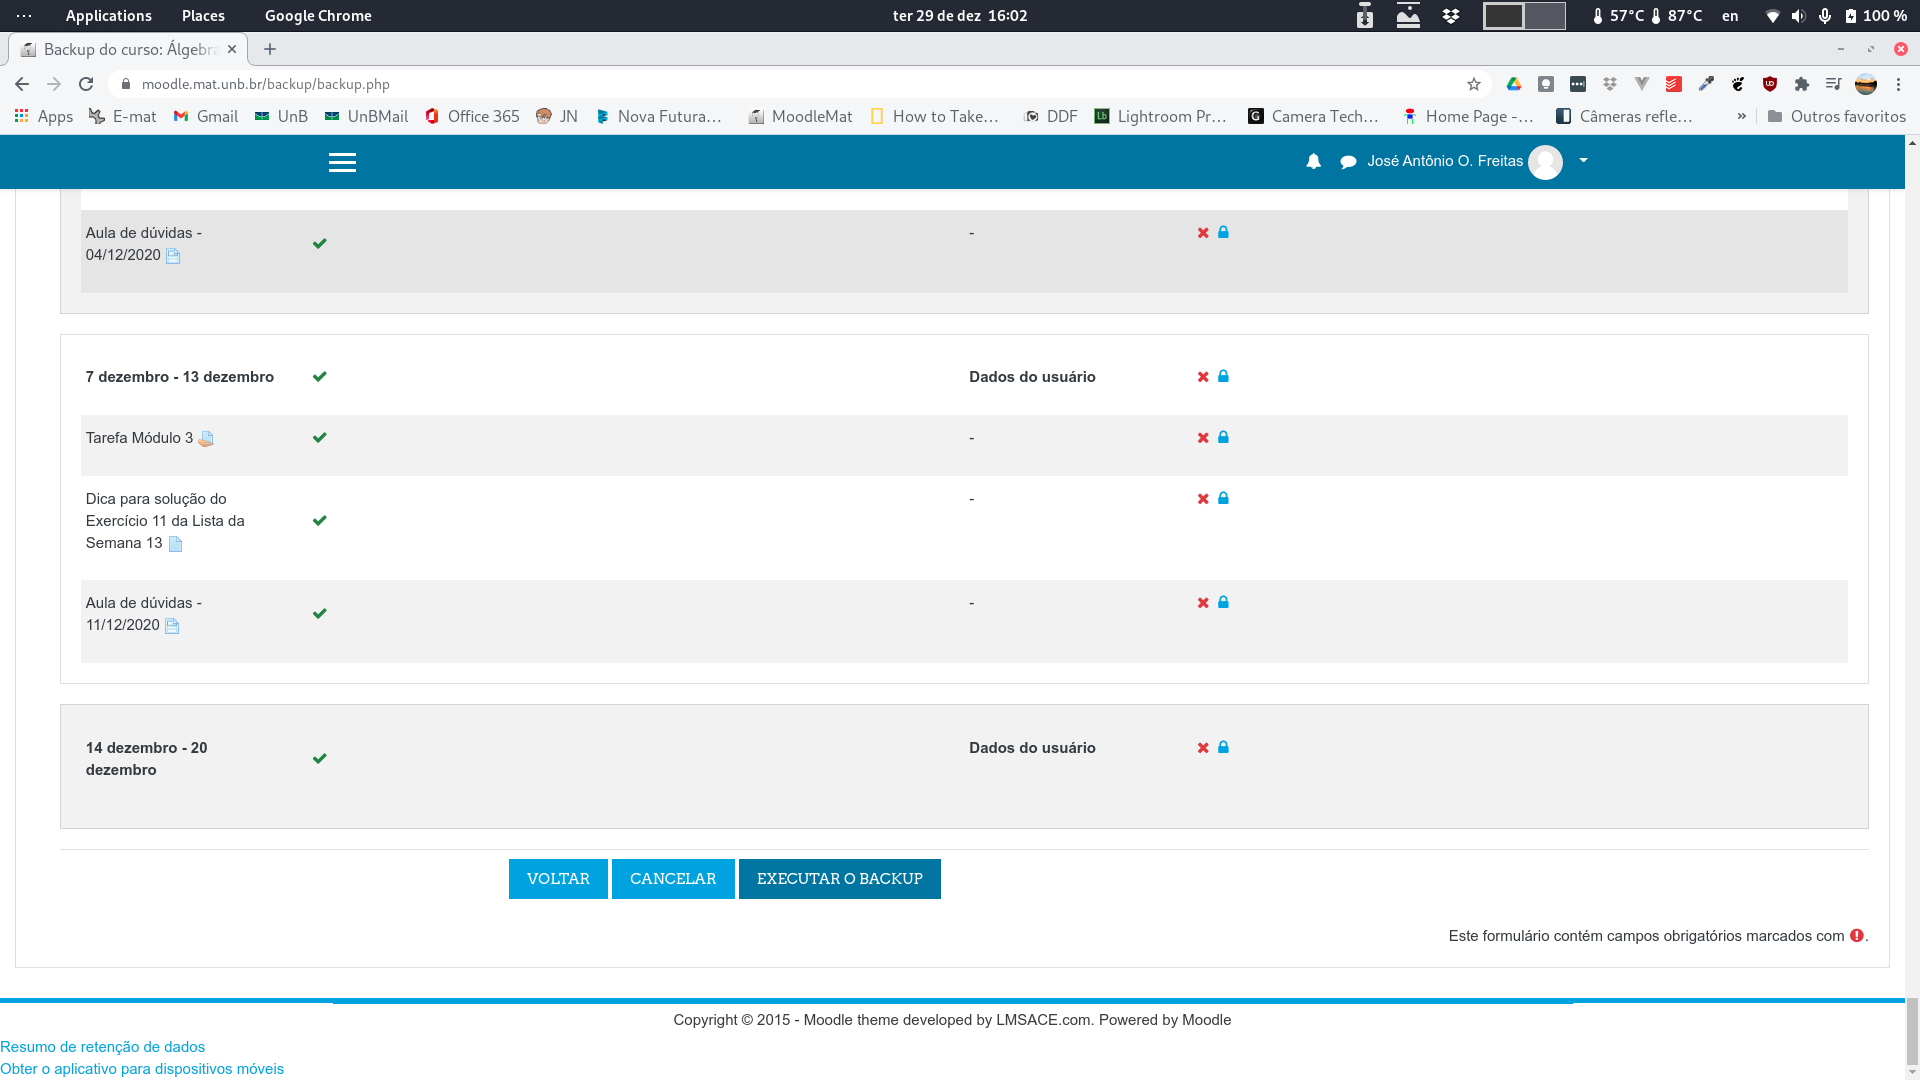 Applications Places Google Chrome ter 29 de dez 16:02 57°C 87°C en 100 %
Backup do curso: Álgebra
moodle.mat.unb.br/backup/backup.php
Apps E-mat Gmail UnB UnBMail Office 365 JN Nova Futura... MoodleMat How to Take... DDF Lightroom Pr... Camera Tech... Home Page -... Câmeras refle... » Outros favoritos
José Antônio O. Freitas
Aula de dúvidas -
04/12/2020
-
7 dezembro - 13 dezembro Dados do usuário
Tarefa Módulo 3 -
Dica para solução do -
Exercício 11 da Lista da
Semana 13
Aula de dúvidas - -
11/12/2020
14 dezembro - 20 Dados do usuário
dezembro
VOLTAR CANCELAR EXECUTAR O BACKUP
Este formulário contém campos obrigatórios marcados com .
Copyright © 2015 - Moodle theme developed by LMSACE.com. Powered by Moodle
Resumo de retenção de dados
Obter o aplicativo para dispositivos móveis